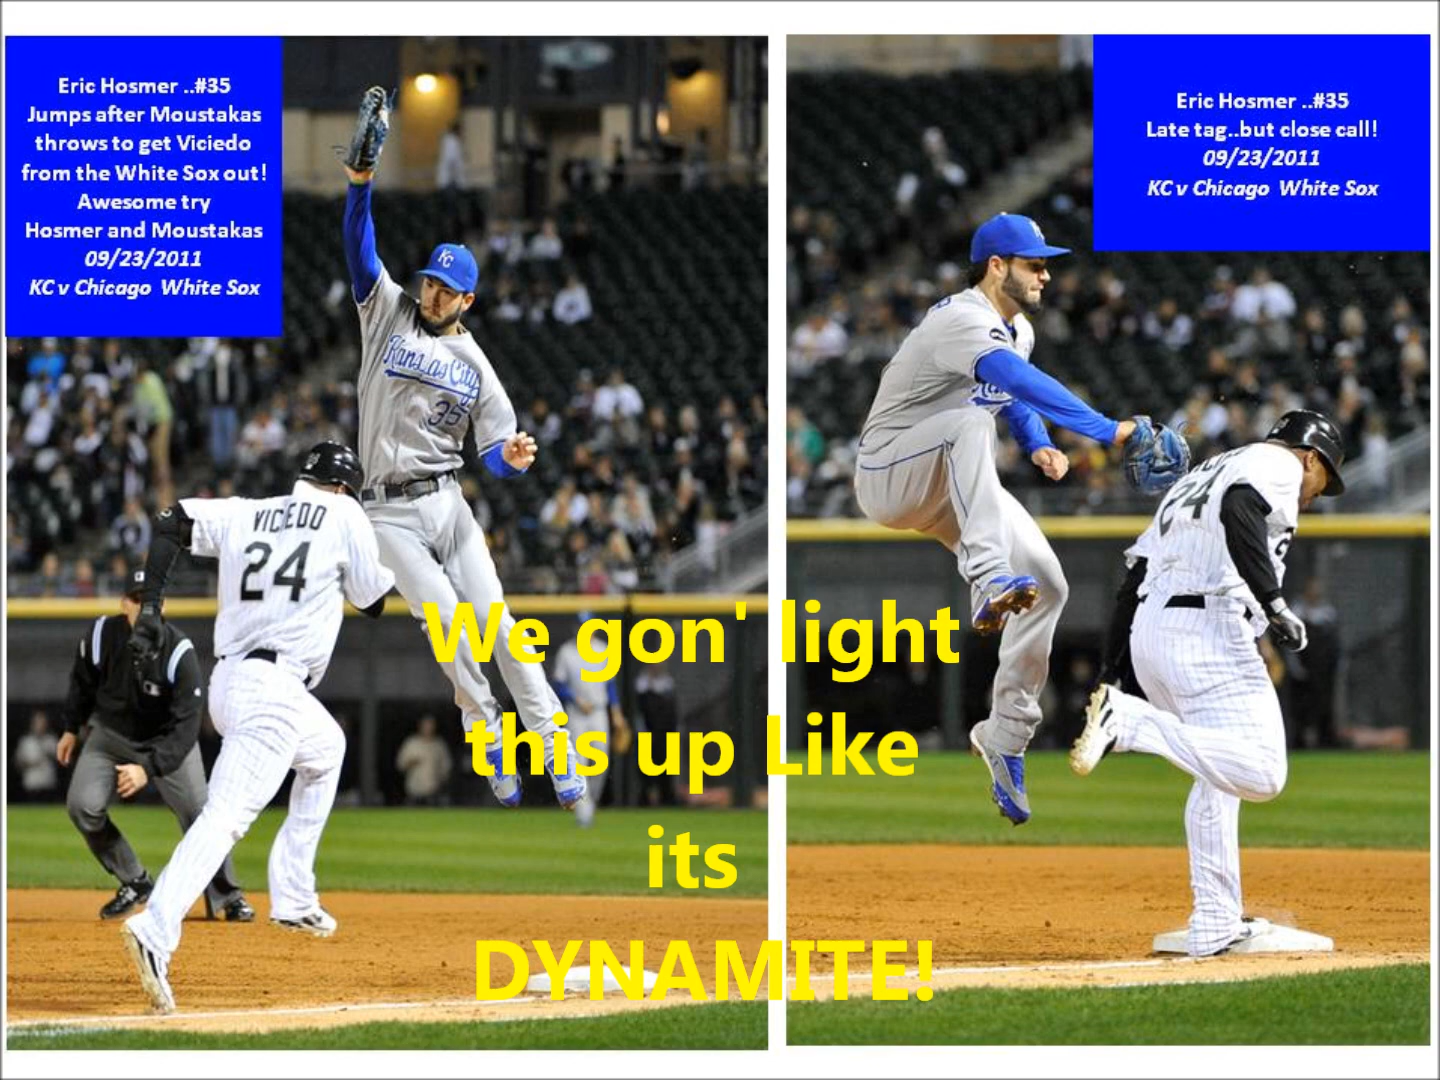 Eric Hosmer ..#35
Jumps after Moustakas
throws to get Viciedo
from the White Sox out!
Awesome try
Hosmer and Moustakas
09/23/2011
KC v Chicago White Sox
Eric Hosmer ..#35
Late tag..but close call!
09/23/2011
KC v Chicago White Sox
KC
Kansas City
35
VICIEDO
24
24
We gon' light
this up Like
its
DYNAMITE!